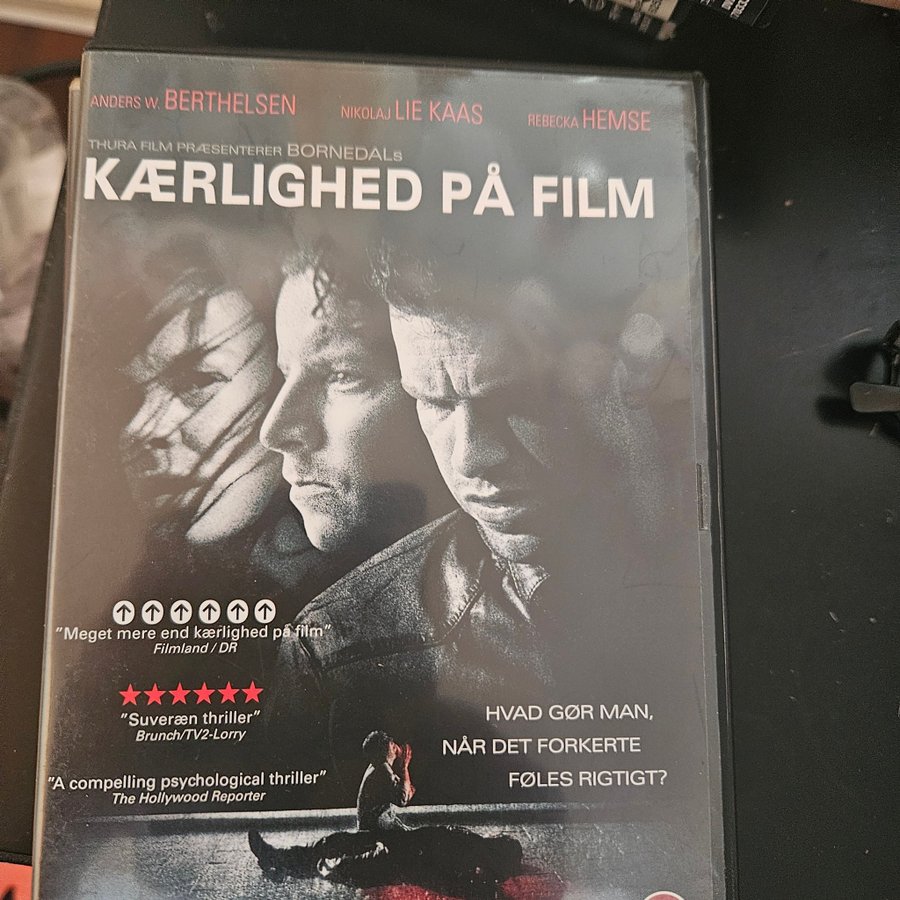 ANDERS W. BERTHELSEN NIKOLAJ LIE KAAS REBECKA HEMSE
THURA FILM PRÆSENTERER BORNEDALs
KÆRLIGHED PÅ FILM
"Meget mere end kærlighed på film"
Filmland / DR
"Suveræn thriller"
Brunch/TV2-Lorry
"A compelling psychological thriller"
The Hollywood Reporter
HVAD GØR MAN,
NÅR DET FORKERTE
FØLES RIGTIGT?